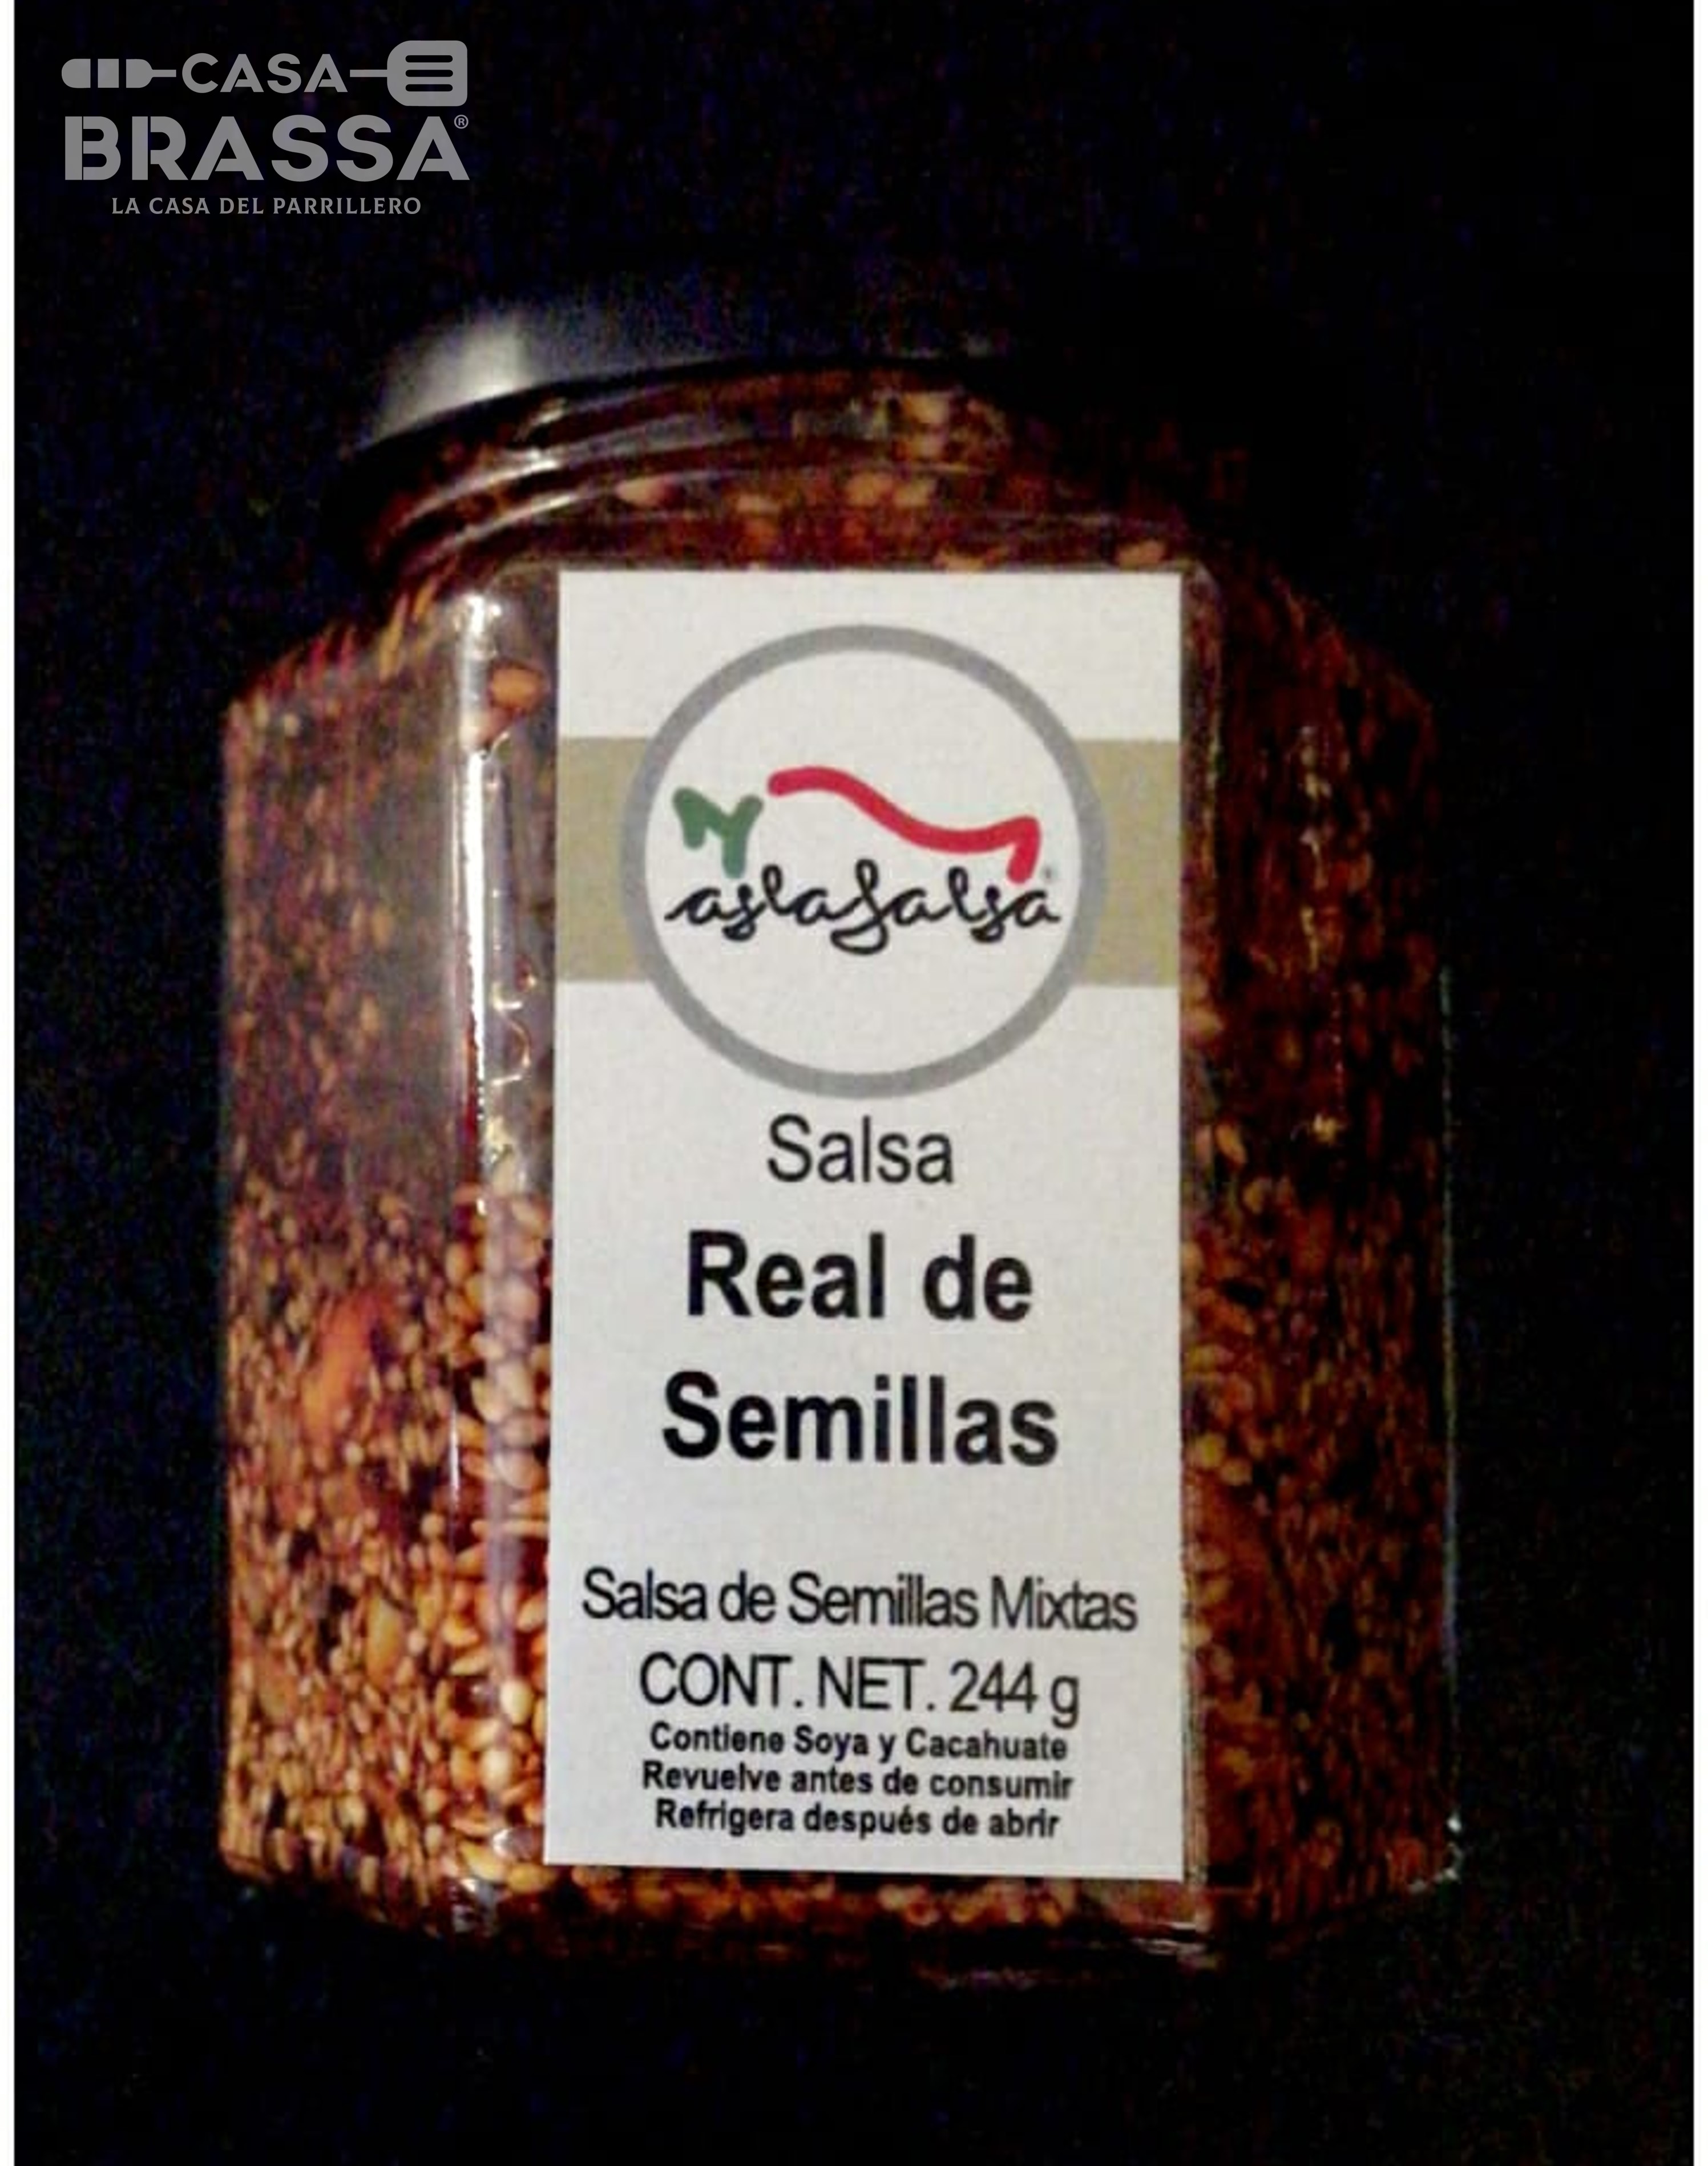 CASA
BRASSA®
LA CASA DEL PARRILLERO
aslasalsa
Salsa
Real de
Semillas
Salsa de Semillas Mixtas
CONT. NET. 244 g
Contiene Soya y Cacahuate
Revuelve antes de consumir
Refrigera después de abrir